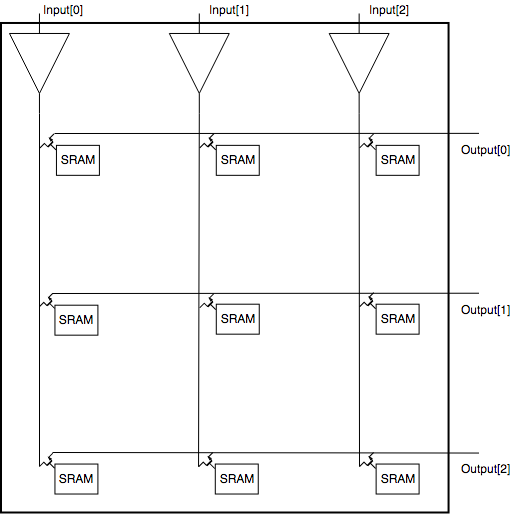 Input[0] Input[1] Input[2]
SRAM SRAM SRAM
Output[0]
SRAM SRAM SRAM
Output[1]
SRAM SRAM SRAM
Output[2]